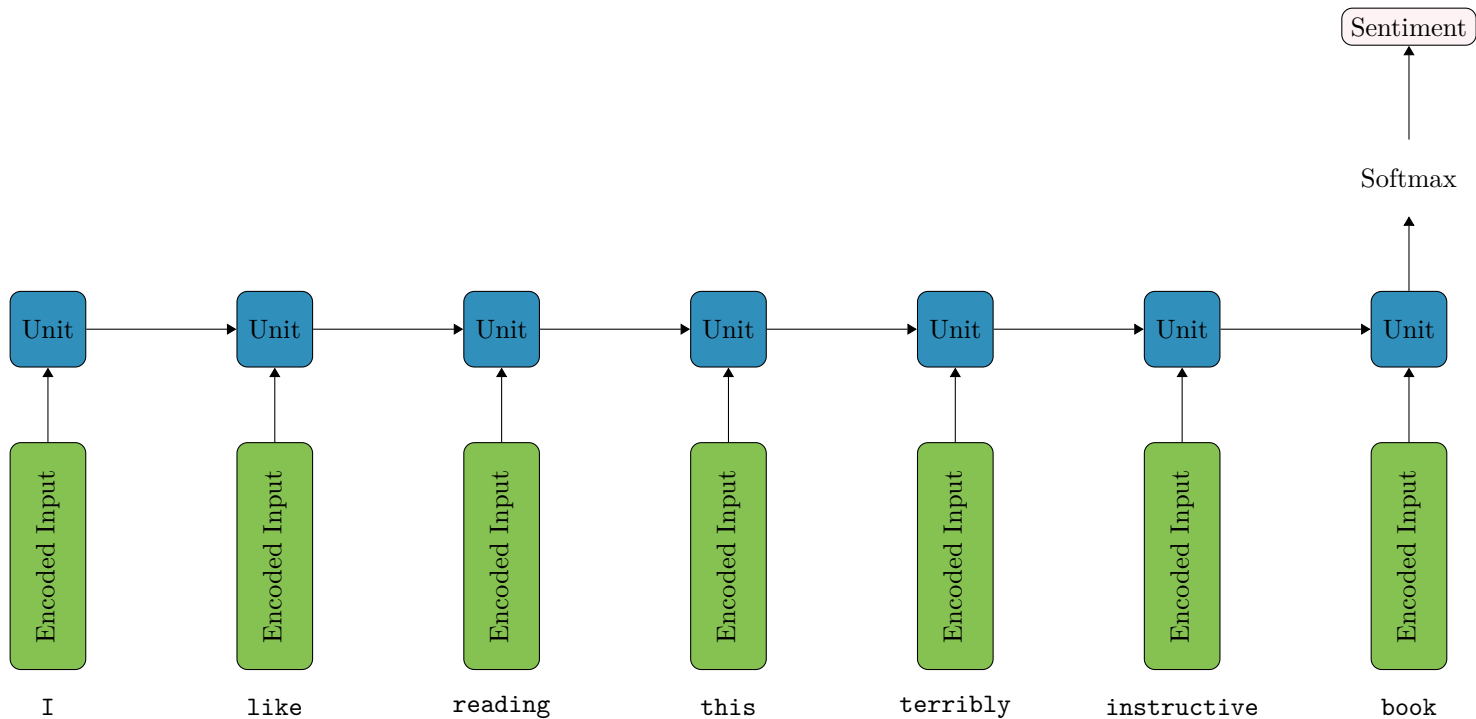 Sentiment
Softmax
Unit Unit Unit Unit Unit Unit Unit
Encoded Input Encoded Input Encoded Input Encoded Input Encoded Input Encoded Input Encoded Input
I like reading this terribly instructive book